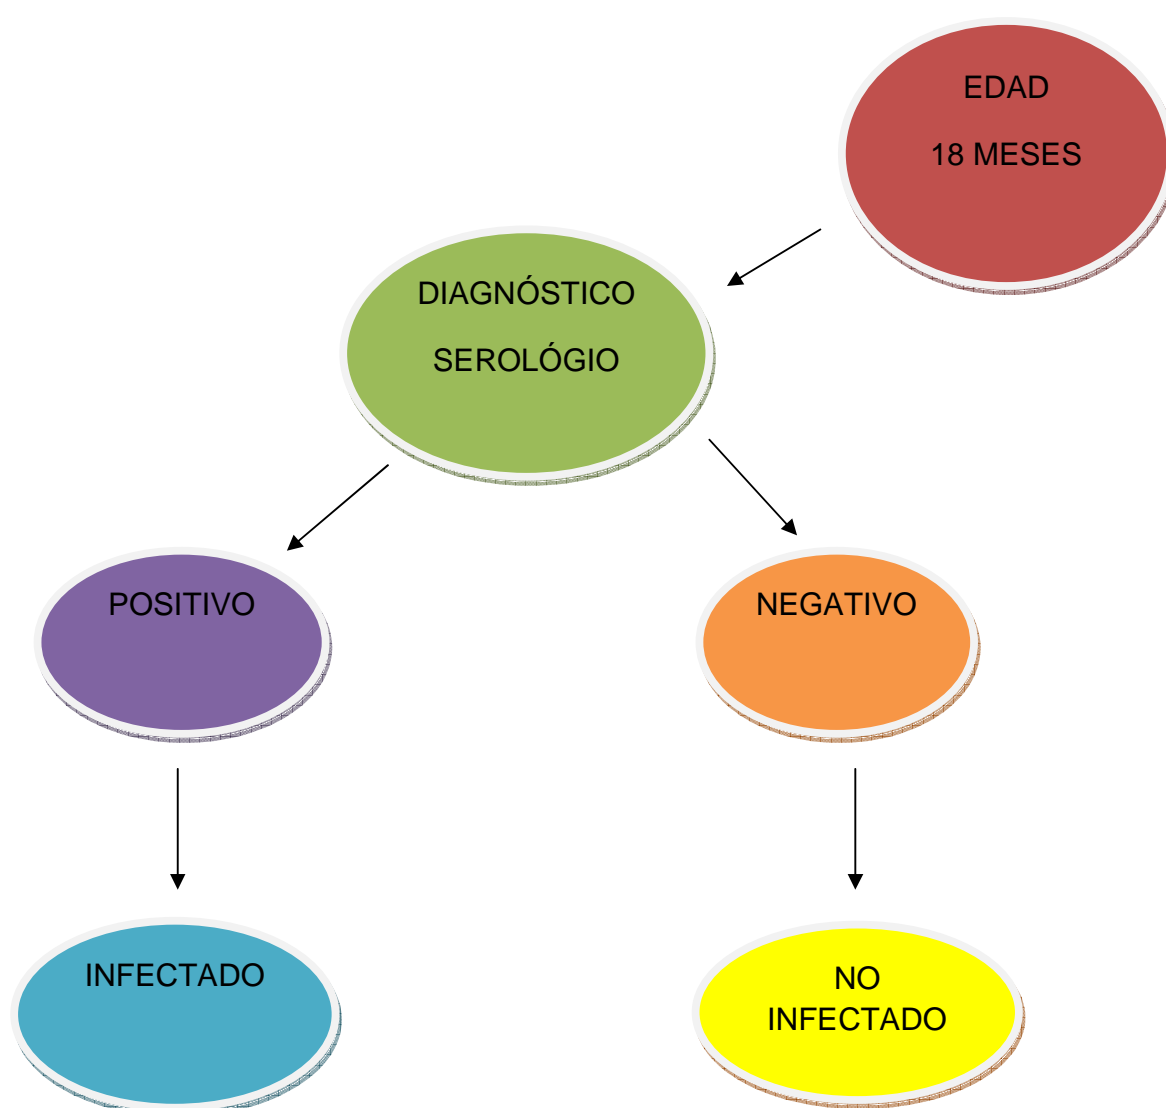 EDAD
18 MESES
DIAGNÓSTICO
SEROLÓGIO
POSITIVO
NEGATIVO
INFECTADO
NO
INFECTADO